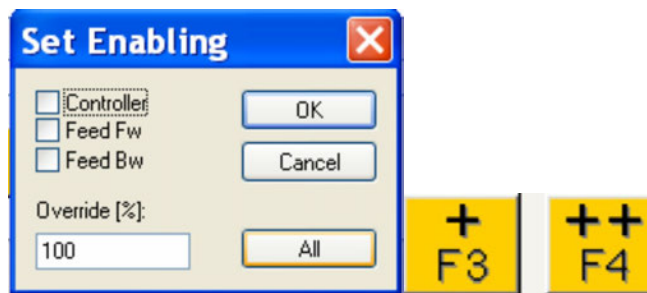 Set Enabling
Controller
Feed Fw
Feed Bw
OK
Cancel
Override [%]:
100
All
+
F3
++
F4